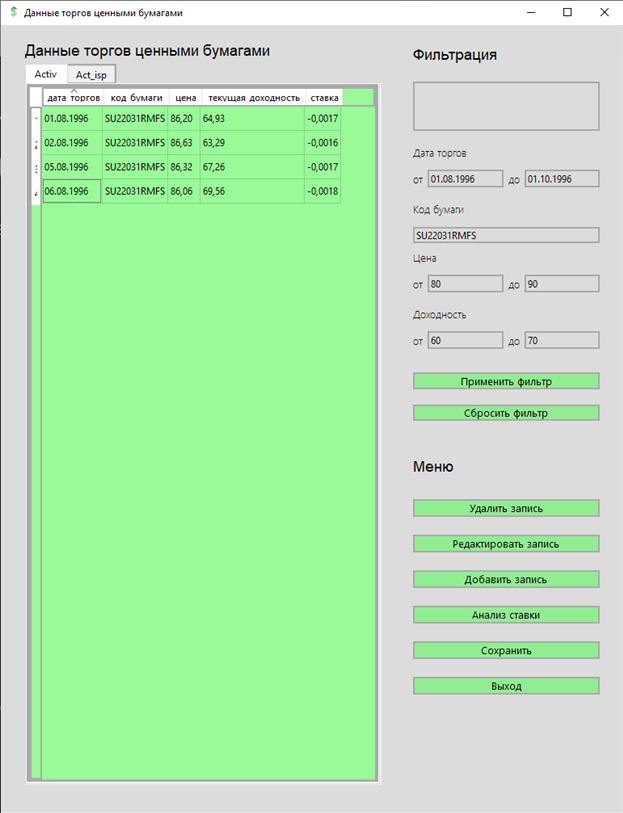 $ Данные торгов ценными бумагами
Данные торгов ценными бумагами
Activ Act_isp
дата торгов код бумаги цена текущая доходность ставка
01.08.1996 SU22031RMFS 86,20 64,93 -0,0017
02.08.1996 SU22031RMFS 86,63 63,29 -0,0016
05.08.1996 SU22031RMFS 86,32 67,26 -0,0017
06.08.1996 SU22031RMFS 86,06 69,56 -0,0018
Фильтрация
Дата торгов
от 01.08.1996 до 01.10.1996
Код бумаги
SU22031RMFS
Цена
от 80 до 90
Доходность
от 60 до 70
Применить фильтр
Сбросить фильтр
Меню
Удалить запись
Редактировать запись
Добавить запись
Анализ ставки
Сохранить
Выход